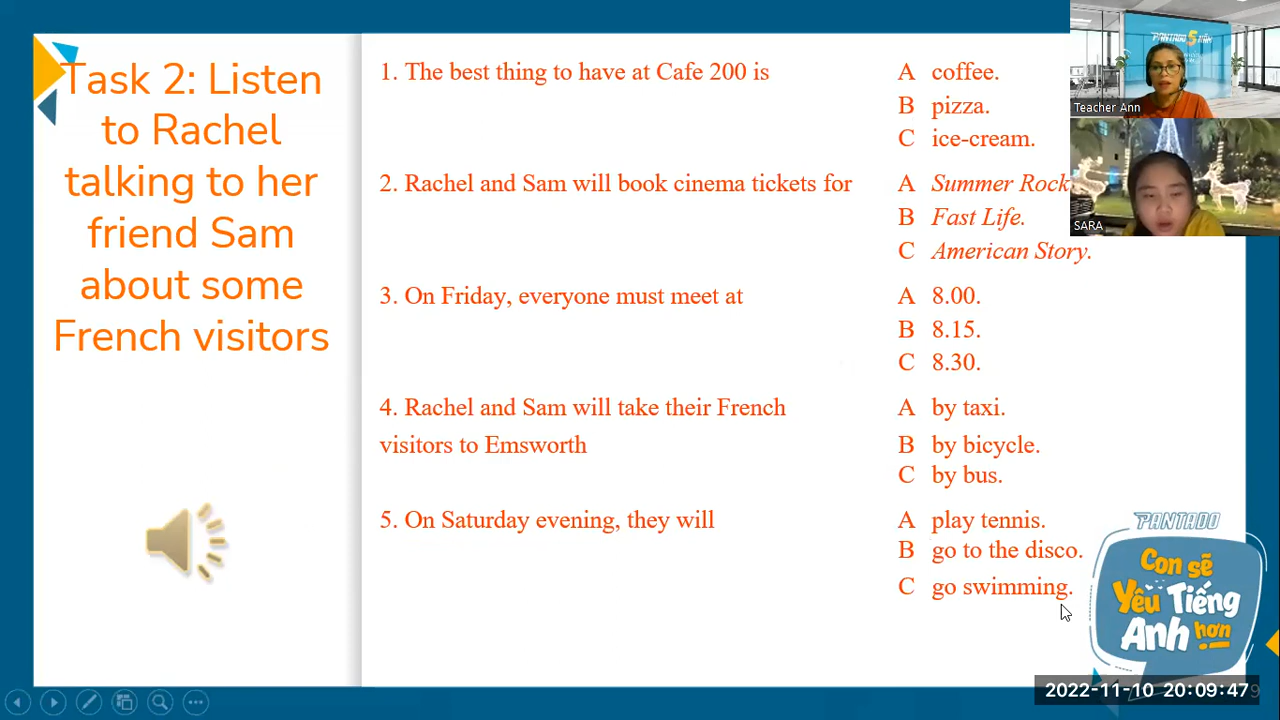 Task 2: Listen
to Rachel
talking to her
friend Sam
about some
French visitors
1. The best thing to have at Cafe 200 is
A coffee.
B pizza.
C ice-cream.
2. Rachel and Sam will book cinema tickets for
A Summer Rock
B Fast Life.
C American Story.
3. On Friday, everyone must meet at
A 8.00.
B 8.15.
C 8.30.
4. Rachel and Sam will take their French
visitors to Emsworth
A by taxi.
B by bicycle.
C by bus.
5. On Saturday evening, they will
A play tennis.
B go to the disco.
C go swimming.
PANTADO 5
Teacher Ann
SARA
PANTADO
Con sẽ
Yêu Tiếng
Anh hơn
2022-11-10 20:09:47